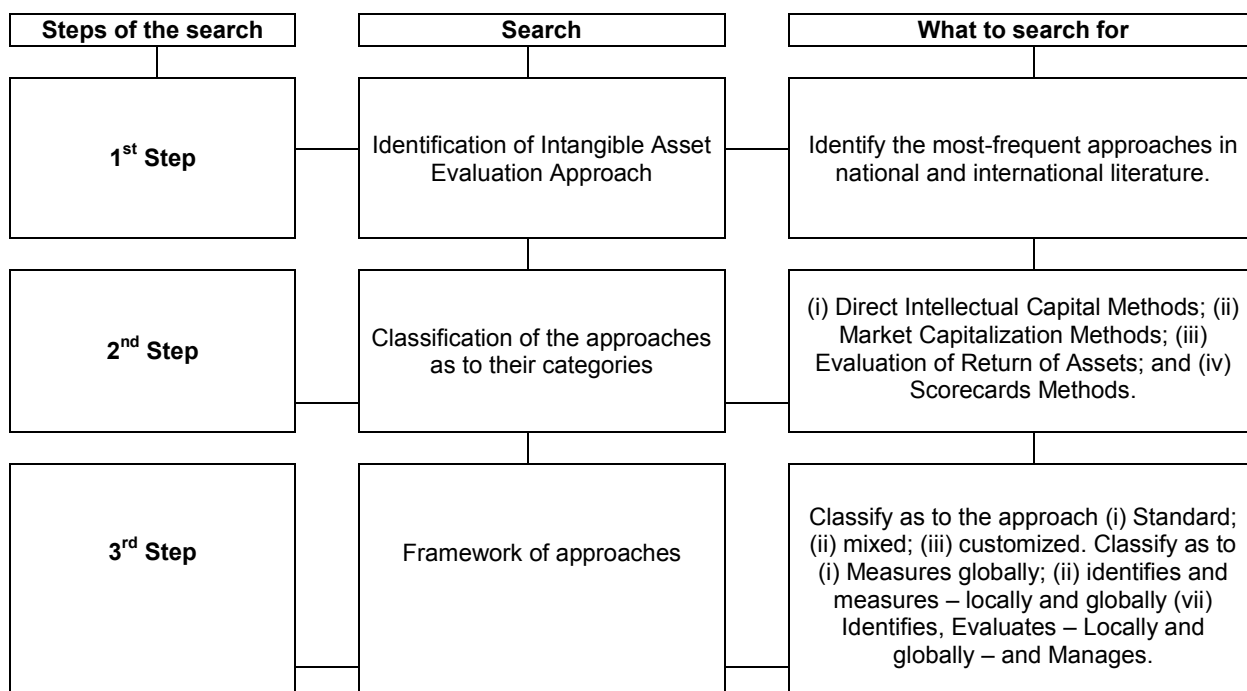 Steps of the search
Search
What to search for
1st Step
Identification of Intangible Asset
Evaluation Approach
Identify the most-frequent approaches in
national and international literature.
2nd Step
Classification of the approaches
as to their categories
(i) Direct Intellectual Capital Methods; (ii)
Market Capitalization Methods; (iii)
Evaluation of Return of Assets; and (iv)
Scorecards Methods.
3rd Step
Framework of approaches
Classify as to the approach (i) Standard;
(ii) mixed; (iii) customized. Classify as to
(i) Measures globally; (ii) identifies and
measures – locally and globally (vii)
Identifies, Evaluates – Locally and
globally – and Manages.